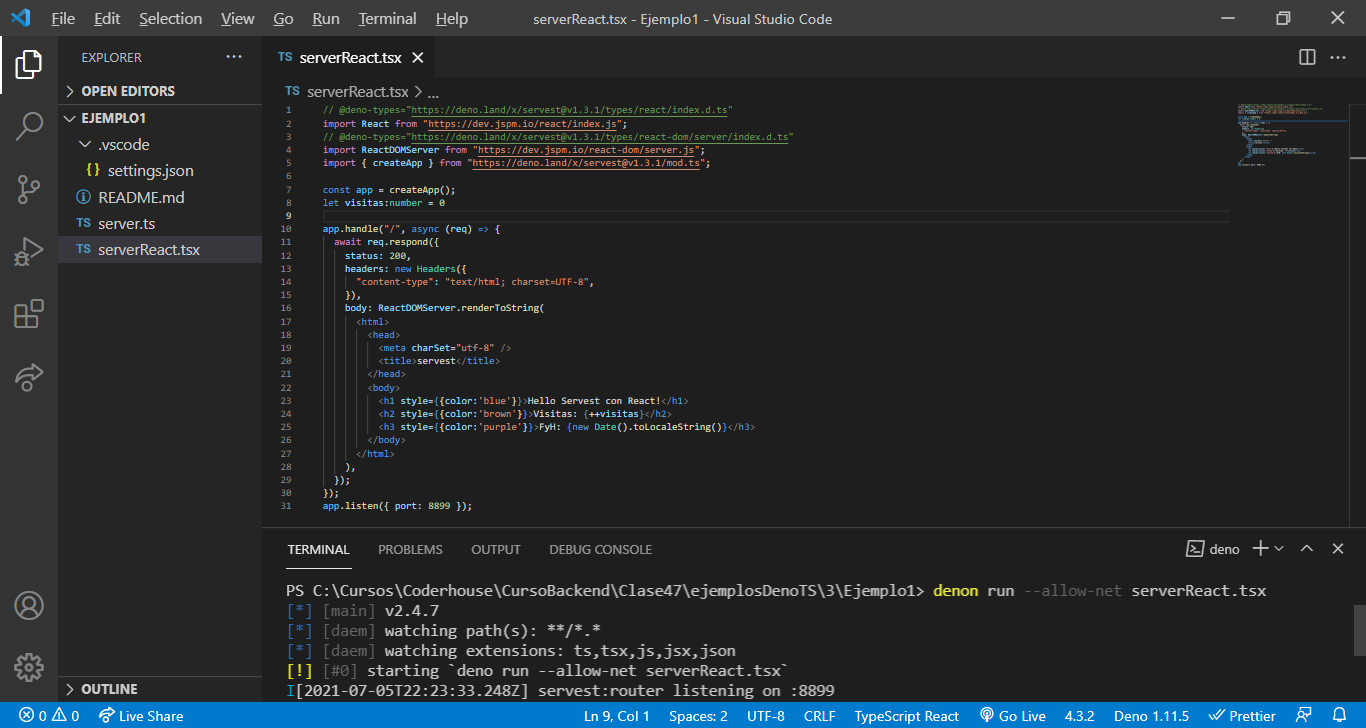 File Edit Selection View Go Run Terminal Help
serverReact.tsx - Ejemplo1 - Visual Studio Code
EXPLORER
OPEN EDITORS
EJEMPLO1
.vscode
{} settings.json
README.md
TS server.ts
TS serverReact.tsx
OUTLINE
TS serverReact.tsx
TS serverReact.tsx > ...
1 // @deno-types="https://deno.land/x/servest@v1.3.1/types/react/index.d.ts"
2 import React from "https://dev.jspm.io/react/index.js";
3 // @deno-types="https://deno.land/x/servest@v1.3.1/types/react-dom/server/index.d.ts"
4 import ReactDOMServer from "https://dev.jspm.io/react-dom/server.js";
5 import { createApp } from "https://deno.land/x/servest@v1.3.1/mod.ts";
6
7 const app = createApp();
8 let visitas:number = 0
9
10 app.handle("/", async (req) => {
11 await req.respond({
12 status: 200,
13 headers: new Headers({
14 "content-type": "text/html; charset=UTF-8",
15 }),
16 body: ReactDOMServer.renderToString(
17 <html>
18 <head>
19 <meta charSet="utf-8" />
20 <title>servest</title>
21 </head>
22 <body>
23 <h1 style={{color:'blue'}}>Hello Servest con React!</h1>
24 <h2 style={{color:'brown'}}>Visitas: {++visitas}</h2>
25 <h3 style={{color:'purple'}}>FyH: {new Date().toLocaleString()}</h3>
26 </body>
27 </html>
28 ),
29 });
30 });
31 app.listen({ port: 8899 });
TERMINAL PROBLEMS OUTPUT DEBUG CONSOLE
deno
PS C:\Cursos\Coderhouse\CursoBackend\Clase47\ejemplosDenoTS\3\Ejemplo1> denon run --allow-net serverReact.tsx
[*] [main] v2.4.7
[*] [daem] watching path(s): **/*.*
[*] [daem] watching extensions: ts,tsx,js,jsx,json
[!] [#0] starting `deno run --allow-net serverReact.tsx`
I[2021-07-05T22:23:33.248Z] servest:router listening on :8899
0 0 Live Share Ln 9, Col 1 Spaces: 2 UTF-8 CRLF TypeScript React Go Live 4.3.2 Deno 1.11.5 Prettier